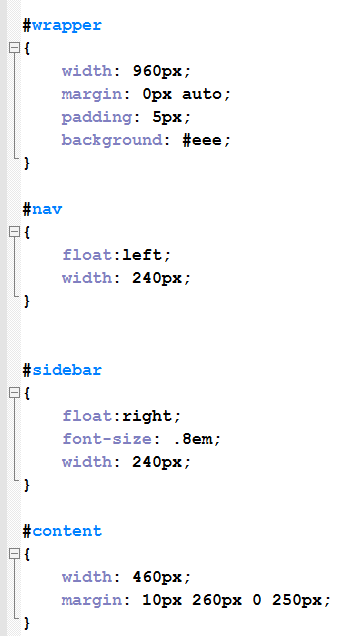 #wrapper
{
width: 960px;
margin: 0px auto;
padding: 5px;
background: #eee;
}
#nav
{
float:left;
width: 240px;
}
#sidebar
{
float:right;
font-size: .8em;
width: 240px;
}
#content
{
width: 460px;
margin: 10px 260px 0 250px;
}